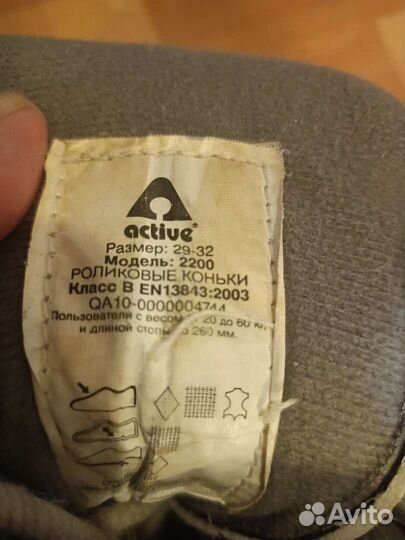 active
Размер: 29-32
Модель: 2200
РОЛИКОВЫЕ КОНЬКИ
Класс B EN13843:2003
QA10-0000004744
Пользователи с весом от 20 до 60 кг
и длиной стопы до 260 мм.
Avito